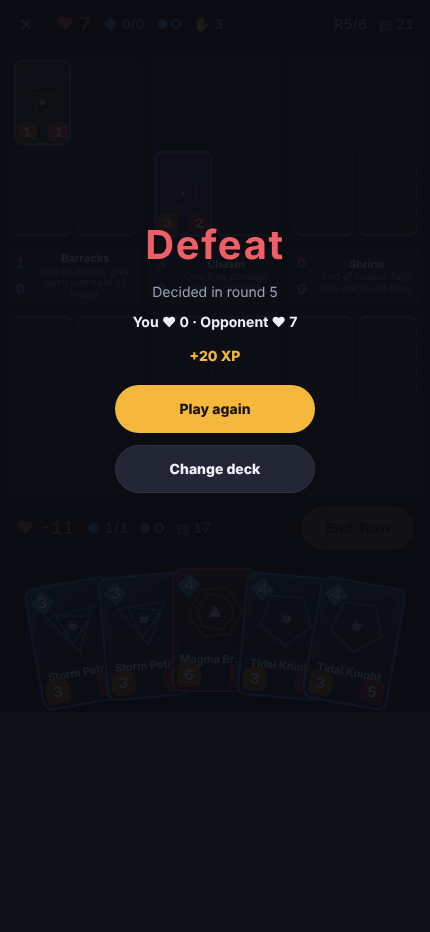 ✕ ♥ 7 0/0 3 R5/8 21
1 1
3 2
Barracks
1 End of Round: give
each unit here +1
0 Power.
Chasm
Overflow damage
Shrine
0 End of Round: fully
0 heal each unit here.
Defeat
Decided in round 5
You ♥ 0 · Opponent ♥ 7
+20 XP
Play again
Change deck
♥ -11 1/1 17 End Turn
3 3 4 4 4
Storm Petr Storm Petr Magma Br. Tidal Knigh Tidal Knight
3 3 6 3 3 5